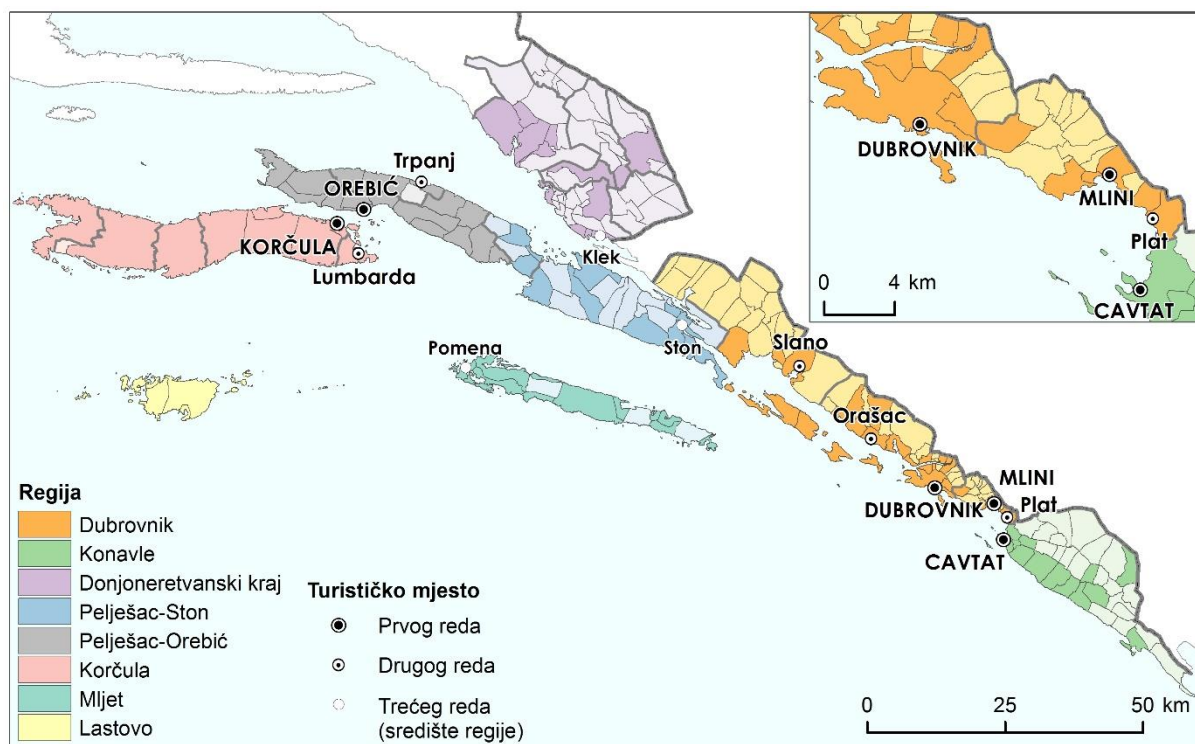 Trpanj
OREBIĆ
KORČULA
Lumbarda
Klek
Pomena
Ston
Slano
Orašac
DUBROVNIK
MLINI
Plat
CAVTAT
DUBROVNIK
MLINI
Plat
CAVTAT
0 4 km
Regija
Dubrovnik
Konavle
Donjoneretvanski kraj
Pelješac-Ston
Pelješac-Orebić
Korčula
Mljet
Lastovo
Turističko mjesto
Prvog reda
Drugog reda
Trećeg reda
(središte regije)
0 25 50 km